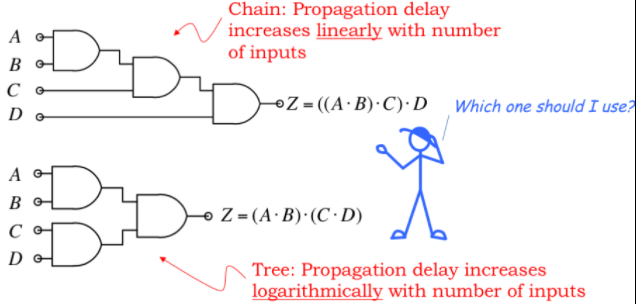 Chain: Propagation delay
increases linearly with number
of inputs
A
B
C
D
Z = ((A · B) · C) · D
Which one should I use?
A
B
C
D
Z = (A · B) · (C · D)
Tree: Propagation delay increases
logarithmically with number of inputs